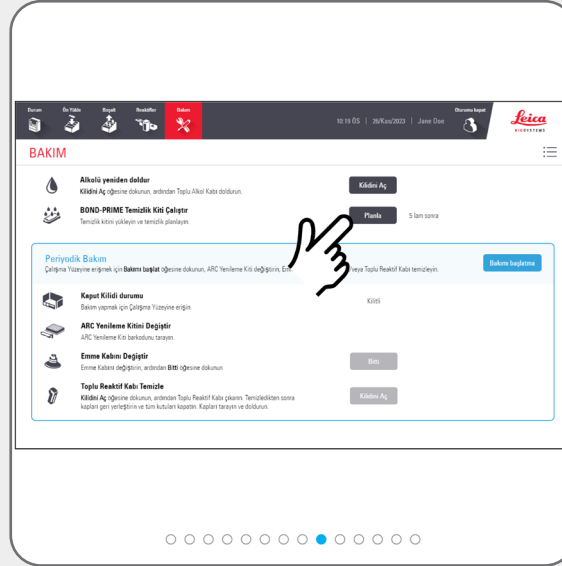 Durum
Ön Yükle
Boşalt
Reaktifler
Bakım
10:19 ÖS | 26/Kas/2023 | Jane Doe
Oturumu kapat
Leica
BIOSYSTEMS
BAKIM
Alkolü yeniden doldur
Kilidini Aç öğesine dokunun, ardından Toplu Alkol Kabı doldurun.
Kilidini Aç
BOND-PRIME Temizlik Kiti Çalıştır
Temizlik kitini yükleyin ve temizlik planlayın.
Planla
5 lam sonra
Periyodik Bakım
Çalışma Yüzeyine erişmek için Bakımı başlat öğesine dokunun, ARC Yenileme Kiti değiştirin, veya Toplu Reaktif Kabı temizleyin.
Bakımı başlatma
Kaput Kilidi durumu
Bakım yapmak için Çalışma Yüzeyine erişin.
Kilitli
ARC Yenileme Kitini Değiştir
ARC Yenileme Kiti barkodunu tarayın.
Emme Kabını Değiştir
Emme Kabını değiştirin, ardından Bitti öğesine dokunun
Bitti
Toplu Reaktif Kabı Temizle
Kilidini Aç öğesine dokunun, ardından Toplu Reaktif Kabı çıkarın. Temizledikten sonra
kapları geri yerleştirin ve tüm kutuları kapatın. Kapları tarayın ve doldurun.
Kilidini Aç